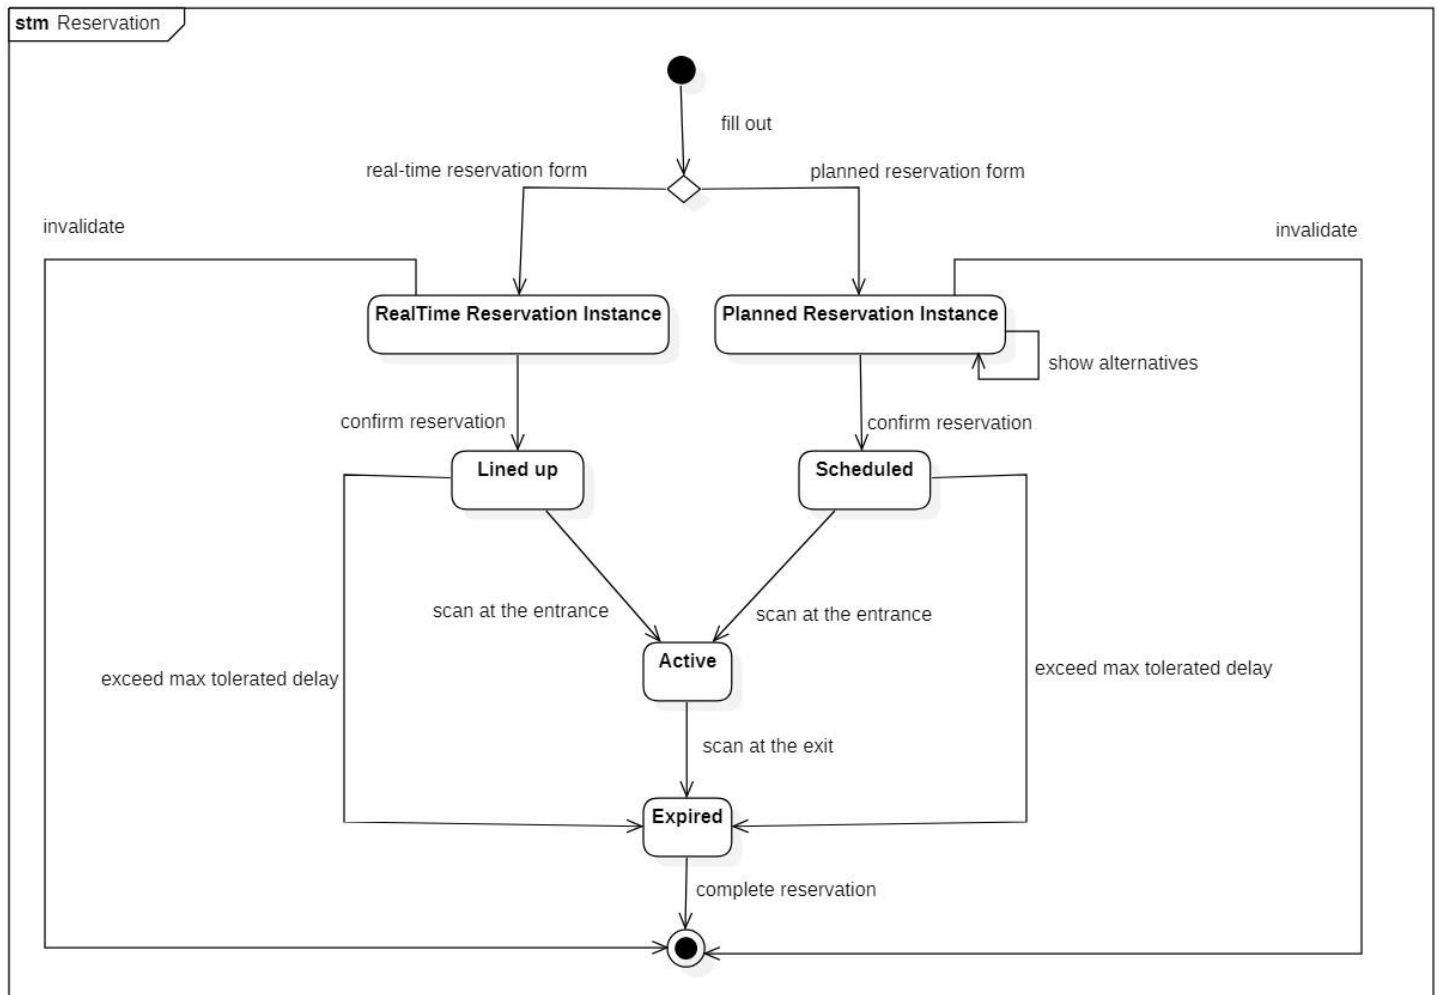 stm Reservation
fill out
real-time reservation form
planned reservation form
invalidate
invalidate
RealTime Reservation Instance
Planned Reservation Instance
show alternatives
confirm reservation
confirm reservation
Lined up
Scheduled
scan at the entrance
scan at the entrance
Active
exceed max tolerated delay
exceed max tolerated delay
scan at the exit
Expired
complete reservation